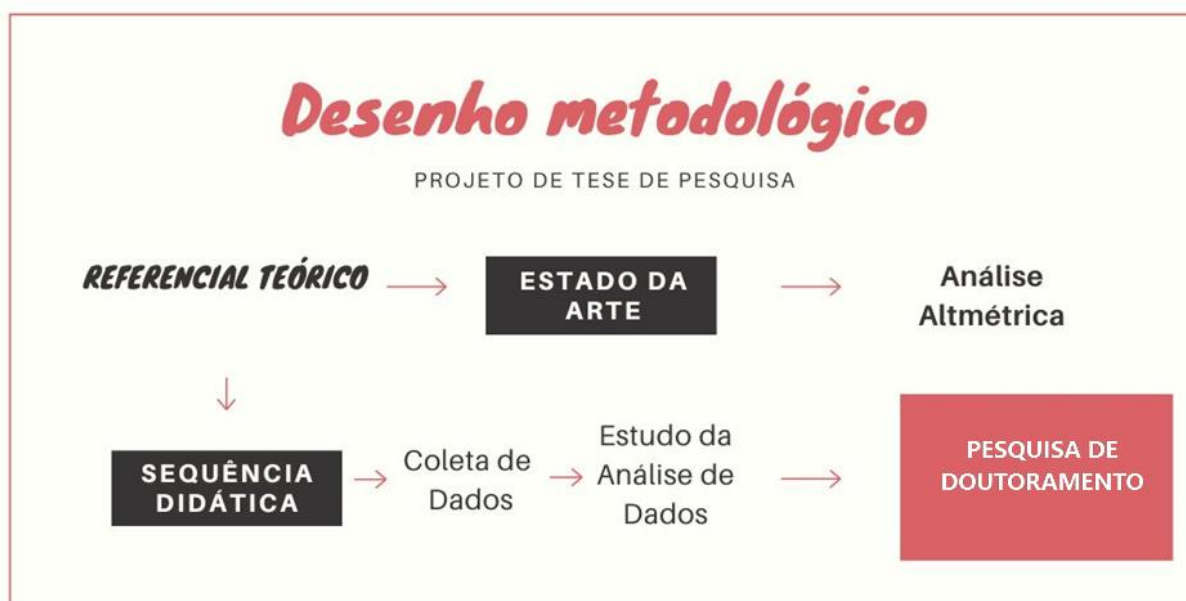 Desenho metodológico
PROJETO DE TESE DE PESQUISA
REFERENCIAL TEÓRICO
ESTADO DA
ARTE
Análise
Altmétrica
SEQUÊNCIA
DIDÁTICA
Coleta de
Dados
Estudo da
Análise de
Dados
PESQUISA DE
DOUTORAMENTO